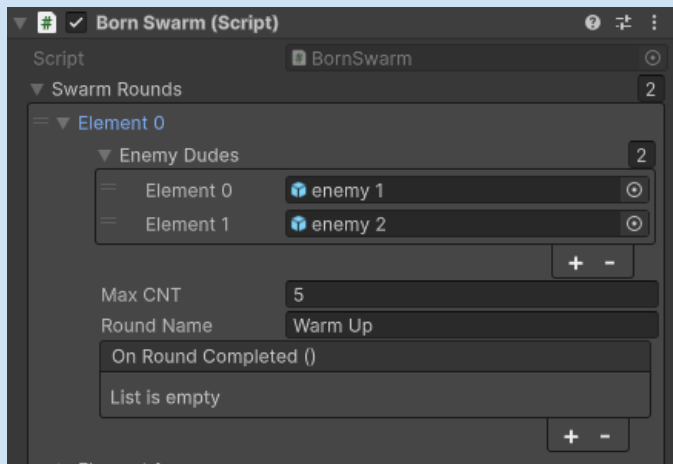 Born Swarm (Script)
Script BornSwarm
Swarm Rounds 2
Element 0
Enemy Dudes 2
Element 0 enemy 1
Element 1 enemy 2
+ -
Max CNT 5
Round Name Warm Up
On Round Completed ()
List is empty
+ -